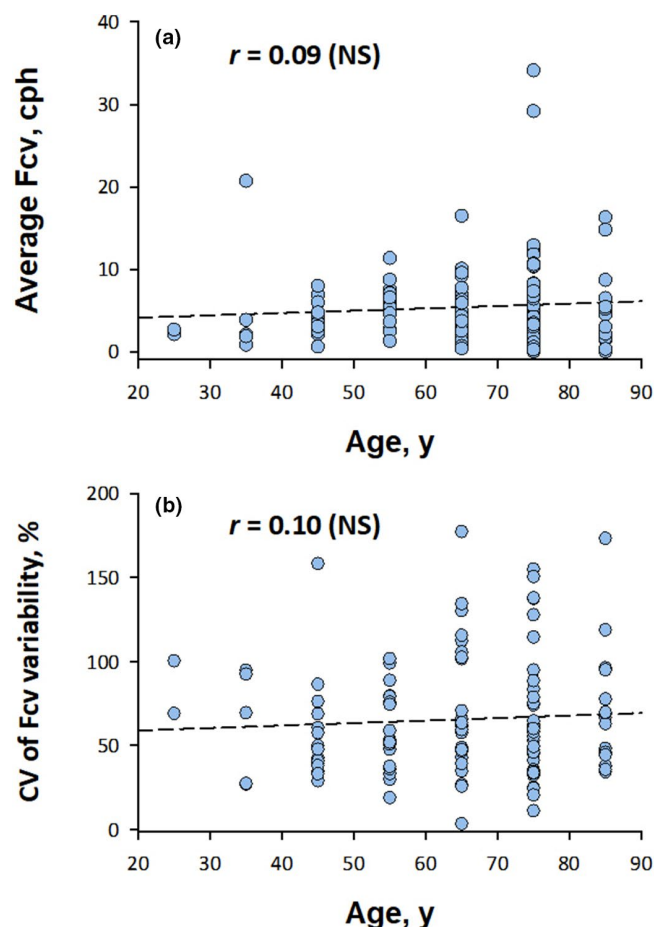 (a)
r = 0.09 (NS)
Average Fcv, cph
40
30
20
10
0
20 30 40 50 60 70 80 90
Age, y
(b)
r = 0.10 (NS)
CV of Fcv variability, %
200
150
100
50
0
20 30 40 50 60 70 80 90
Age, y